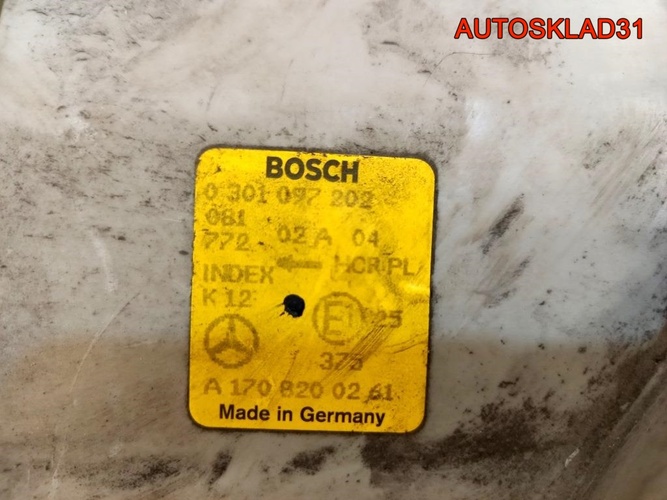 AUTOSKLAD31
BOSCH
0 301 097 202
081
772 02 A 04
INDEX HCR/PL/
K 12
E1 25
375
A 170 820 02 61
Made in Germany